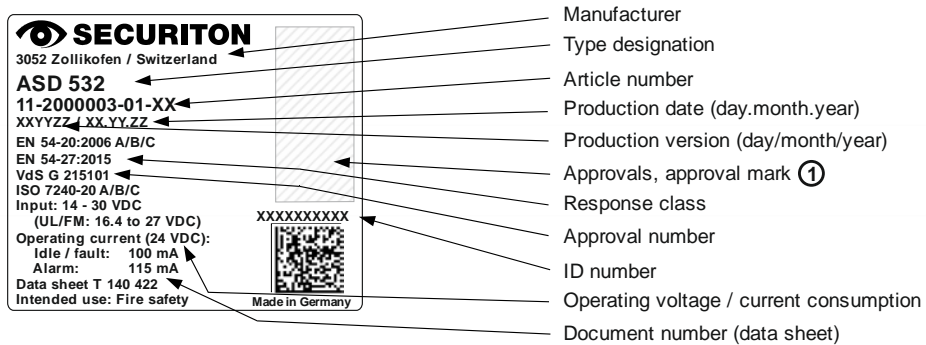 SECURITON
3052 Zollikofen / Switzerland
ASD 532
11-2000003-01-XX
XXYYZZ / XX.YY.ZZ
EN 54-20:2006 A/B/C
EN 54-27:2015
VdS G 215101
ISO 7240-20 A/B/C
Input: 14 - 30 VDC
(UL/FM: 16.4 to 27 VDC)
Operating current (24 VDC):
Idle / fault: 100 mA
Alarm: 115 mA
Data sheet T 140 422
Intended use: Fire safety
XXXXXXXXXX
Made in Germany
Manufacturer
Type designation
Article number
Production date (day.month.year)
Production version (day/month/year)
Approvals, approval mark 1
Response class
Approval number
ID number
Operating voltage / current consumption
Document number (data sheet)